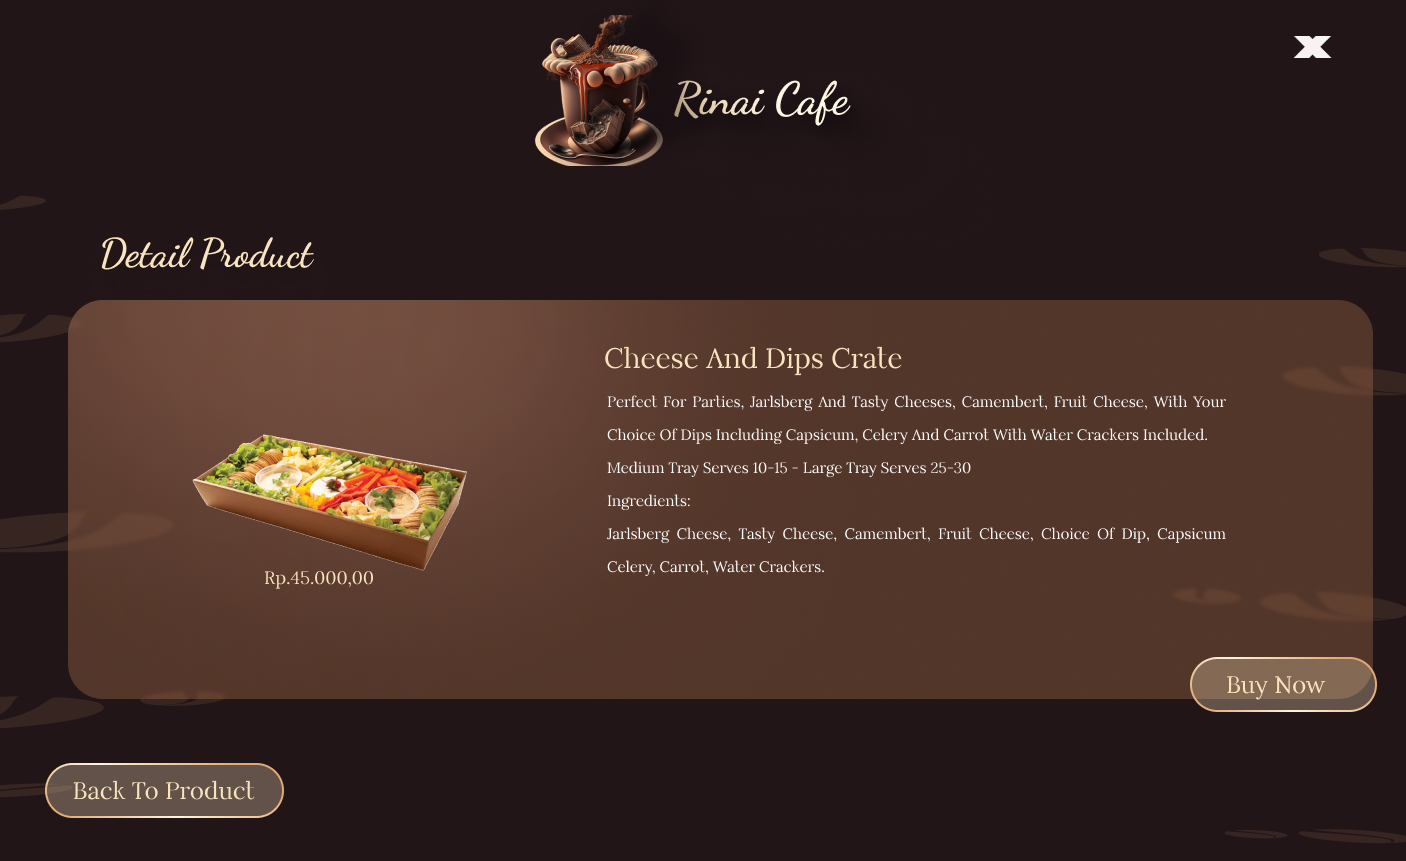 Rinai Cafe
Detail Product
Cheese And Dips Crate
Perfect For Parties, Jarlsberg And Tasty Cheeses, Camembert, Fruit Cheese, With Your
Choice Of Dips Including Capsicum, Celery And Carrot With Water Crackers Included.
Medium Tray Serves 10-15 - Large Tray Serves 25-30
Ingredients:
Jarlsberg Cheese, Tasty Cheese, Camembert, Fruit Cheese, Choice Of Dip, Capsicum
Celery, Carrot, Water Crackers.
Rp.45.000,00
Buy Now
Back To Product